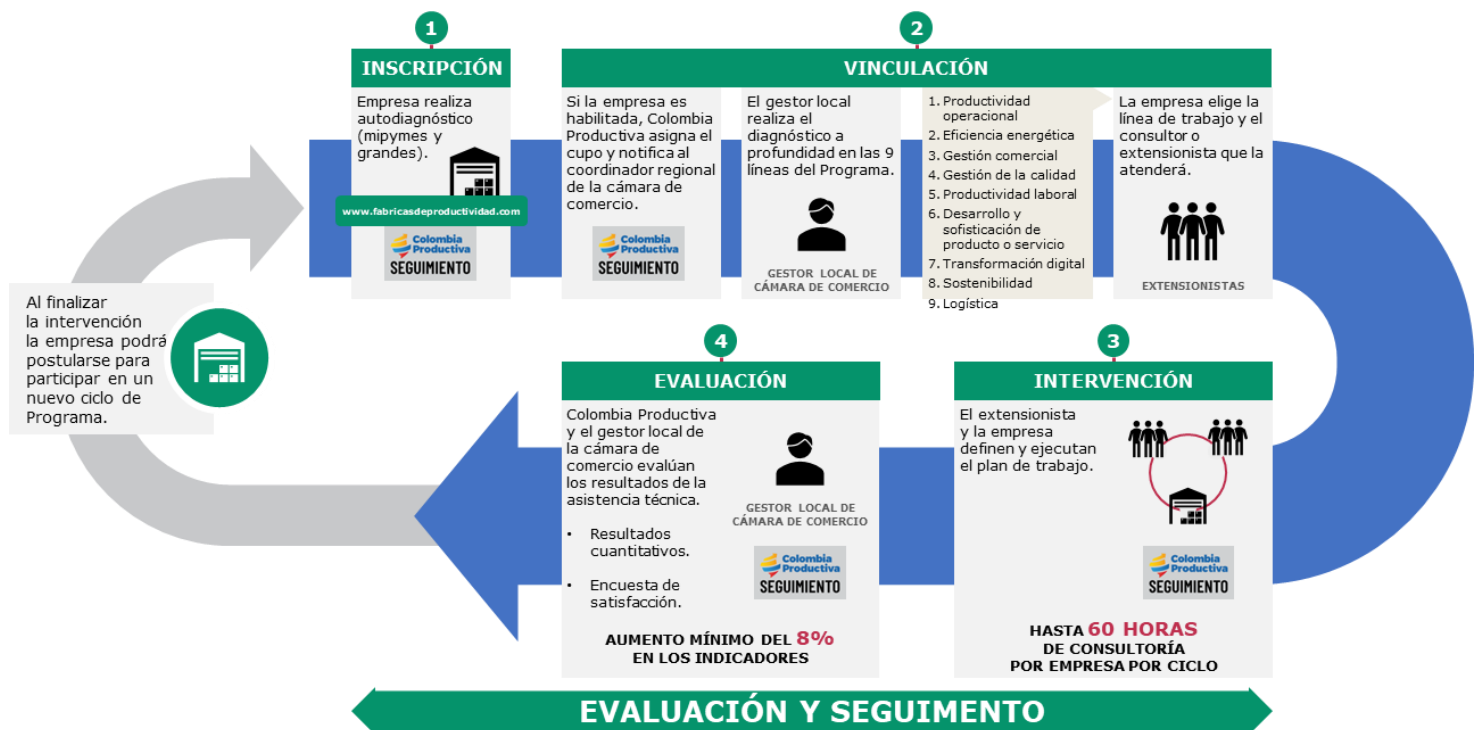 1
INSCRIPCIÓN
Empresa realiza
autodiagnóstico
(mipymes y
grandes).
www.fabricasdeproductividad.com
Colombia
Productiva
SEGUIMIENTO
2
VINCULACIÓN
Si la empresa es
habilitada, Colombia
Productiva asigna el
cupo y notifica al
coordinador regional
de la cámara de
comercio.
Colombia
Productiva
SEGUIMIENTO
El gestor local
realiza el
diagnóstico a
profundidad en las 9
líneas del Programa.
GESTOR LOCAL DE
CÁMARA DE COMERCIO
1. Productividad
operacional
2. Eficiencia energética
3. Gestión comercial
4. Gestión de la calidad
5. Productividad laboral
6. Desarrollo y
sofisticación de
producto o servicio
7. Transformación digital
8. Sostenibilidad
9. Logística
La empresa elige la
línea de trabajo y el
consultor o
extensionista que la
atenderá.
EXTENSIONISTAS
3
INTERVENCIÓN
El extensionista
y la empresa
definen y ejecutan
el plan de trabajo.
Colombia
Productiva
SEGUIMIENTO
HASTA 60 HORAS
DE CONSULTORÍA
POR EMPRESA POR CICLO
4
EVALUACIÓN
Colombia Productiva
y el gestor local de
la cámara de
comercio evalúan
los resultados de la
asistencia técnica.
• Resultados
cuantitativos.
• Encuesta de
satisfacción.
GESTOR LOCAL DE
CÁMARA DE COMERCIO
Colombia
Productiva
SEGUIMIENTO
AUMENTO MÍNIMO DEL 8%
EN LOS INDICADORES
Al finalizar
la intervención
la empresa podrá
postularse para
participar en un
nuevo ciclo de
Programa.
EVALUACIÓN Y SEGUIMENTO